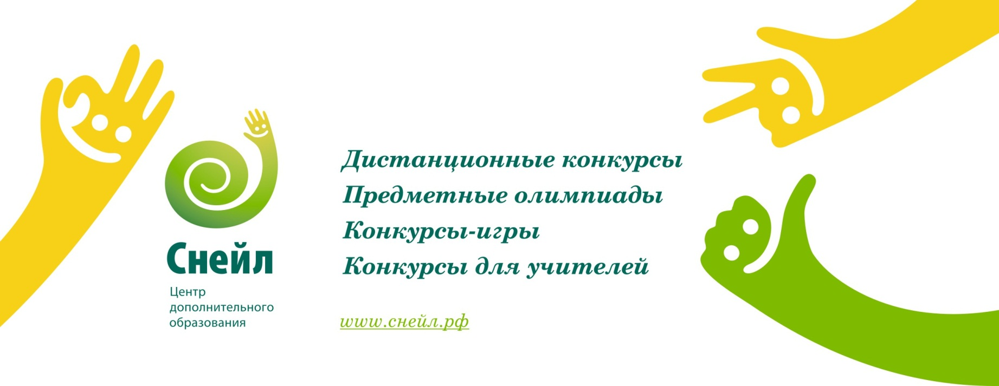 Снейл
Центр
дополнительного
образования
Дистанционные конкурсы
Предметные олимпиады
Конкурсы-игры
Конкурсы для учителей
www.снейл.рф